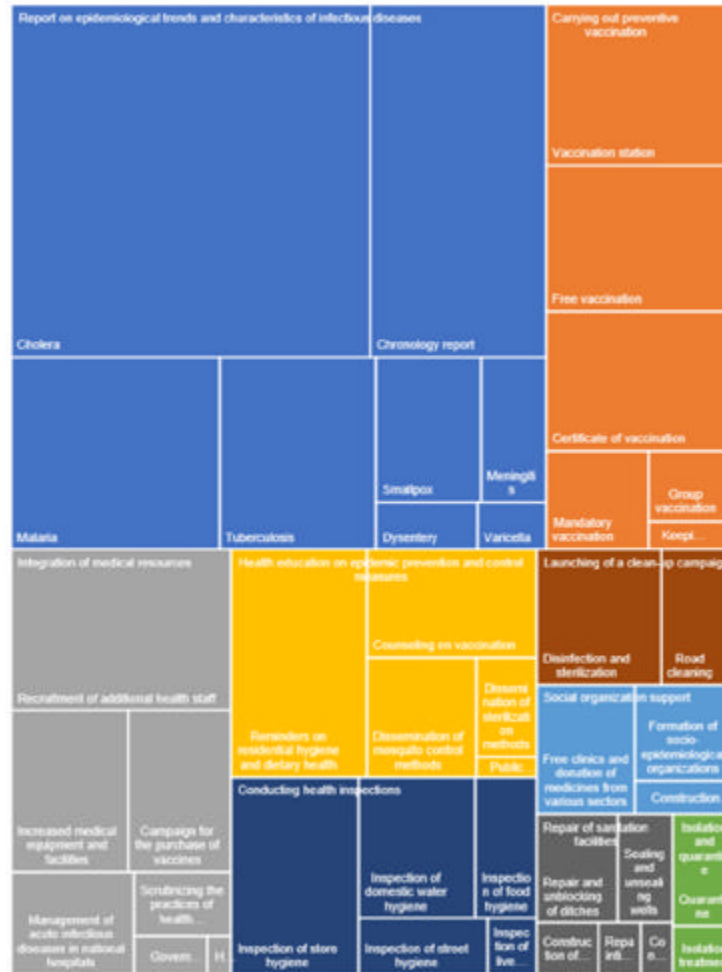 Report on epidemiological trends and characteristics of infectious diseases
Cholera
Chronology report
Malaria
Tuberculosis
Smallpox
Meningiti
s
Dysentery
Varicella
Carrying out preventive
vaccination
Vaccination station
Free vaccination
Certificate of vaccination
Mandatory
vaccination
Group
vaccination
Keepi...
Integration of medical resources
Recruitment of additional health staff
Increased medical
equipment and
facilities
Campaign for
the purchase of
vaccines
Management of
acute infectious
diseases in national
hospitals
Scrutinizing the
practices of
health...
Govern...
H
Health education on epidemic prevention and control
measures
Reminders on
residential hygiene
and dietary health
Counseling on vaccination
Dissemination of
mosquito control
methods
Dissemi
nation of
sterilizati
on
methods
Public
Conducting health inspections
Inspection of store
hygiene
Inspection of
domestic water
hygiene
Inspectio
n of food
hygiene
Inspection of street
hygiene
Inspec
tion of
live...
Launching of a clean-up campaign
Disinfection and
sterilization
Road
cleaning
Social organization support
Free clinics and
donation of
medicines from
various sectors
Formation of
socio-
epidemiological
organizations
Construction
Repair of sanitation
facilities
Repair and
unblocking
of ditches
Sealing
and
unseali
ng
wells
Construc
tion of...
Repa
inti...
Co
n...
Isolation
and
quarantin
e
Quaranti
ne
Isolation
treatme